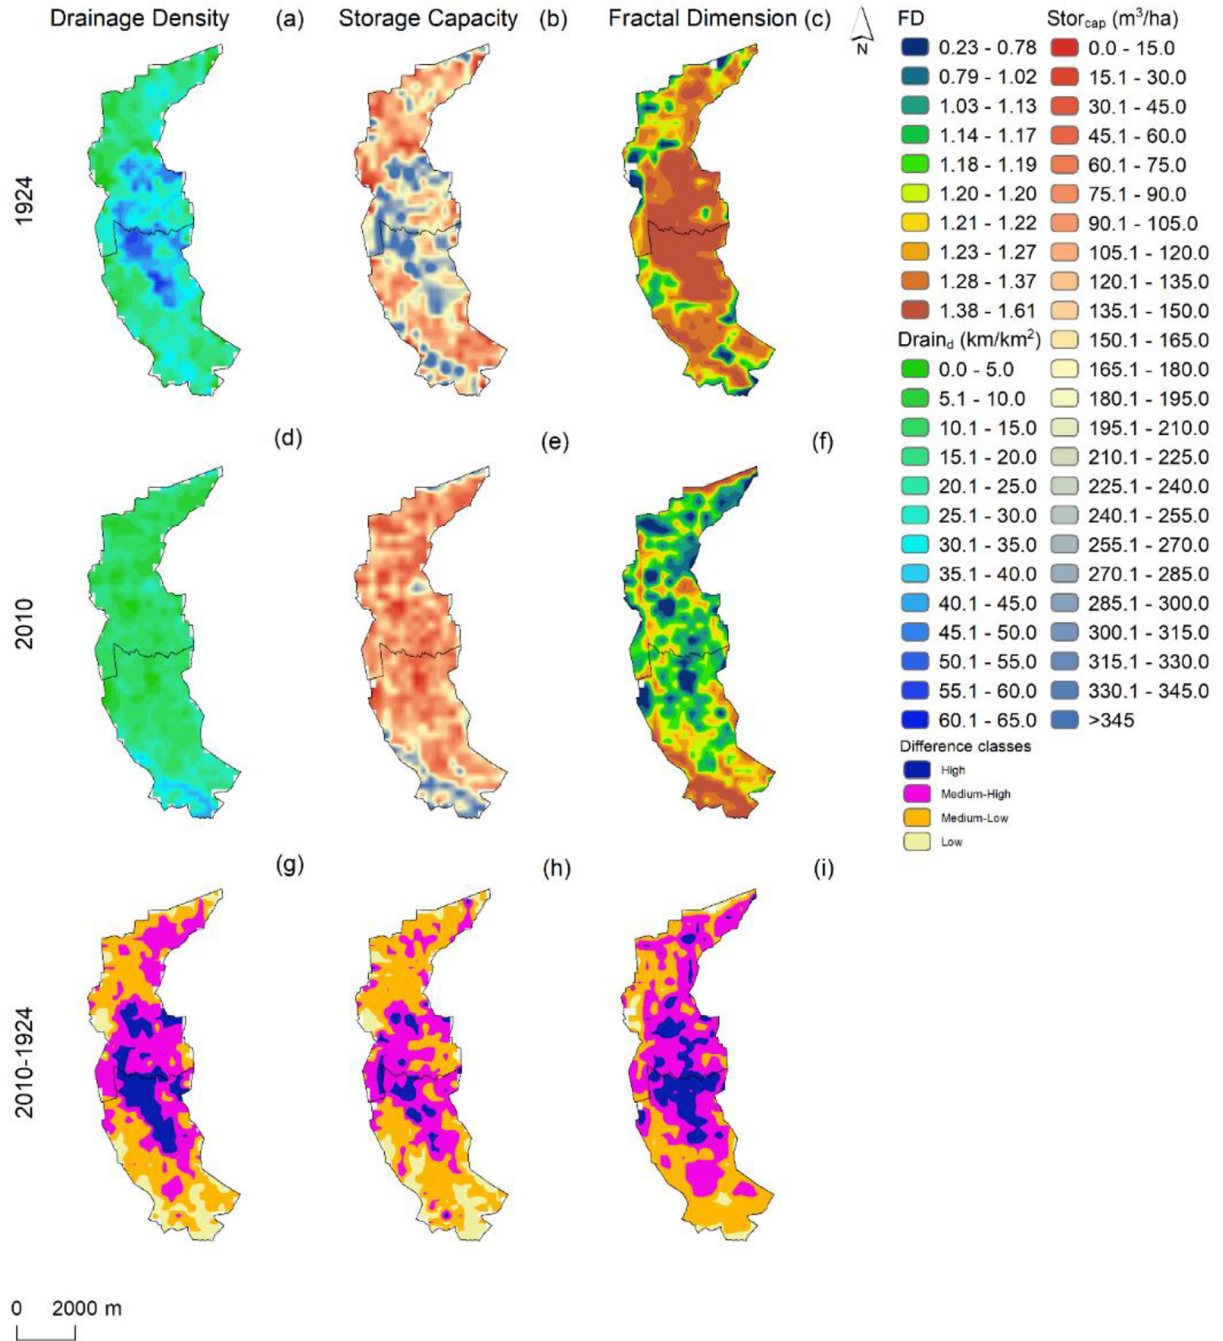 Drainage Density (a)
Storage Capacity (b)
Fractal Dimension (c)
N
1924
(d)
(e)
(f)
2010
(g)
(h)
(i)
2010-1924
0 2000 m
FD
0.23 - 0.78
0.79 - 1.02
1.03 - 1.13
1.14 - 1.17
1.18 - 1.19
1.20 - 1.20
1.21 - 1.22
1.23 - 1.27
1.28 - 1.37
1.38 - 1.61
Drain_d (km/km²)
0.0 - 5.0
5.1 - 10.0
10.1 - 15.0
15.1 - 20.0
20.1 - 25.0
25.1 - 30.0
30.1 - 35.0
35.1 - 40.0
40.1 - 45.0
45.1 - 50.0
50.1 - 55.0
55.1 - 60.0
60.1 - 65.0
Difference classes
High
Medium-High
Medium-Low
Low
Stor_cap (m³/ha)
0.0 - 15.0
15.1 - 30.0
30.1 - 45.0
45.1 - 60.0
60.1 - 75.0
75.1 - 90.0
90.1 - 105.0
105.1 - 120.0
120.1 - 135.0
135.1 - 150.0
150.1 - 165.0
165.1 - 180.0
180.1 - 195.0
195.1 - 210.0
210.1 - 225.0
225.1 - 240.0
240.1 - 255.0
255.1 - 270.0
270.1 - 285.0
285.1 - 300.0
300.1 - 315.0
315.1 - 330.0
330.1 - 345.0
>345